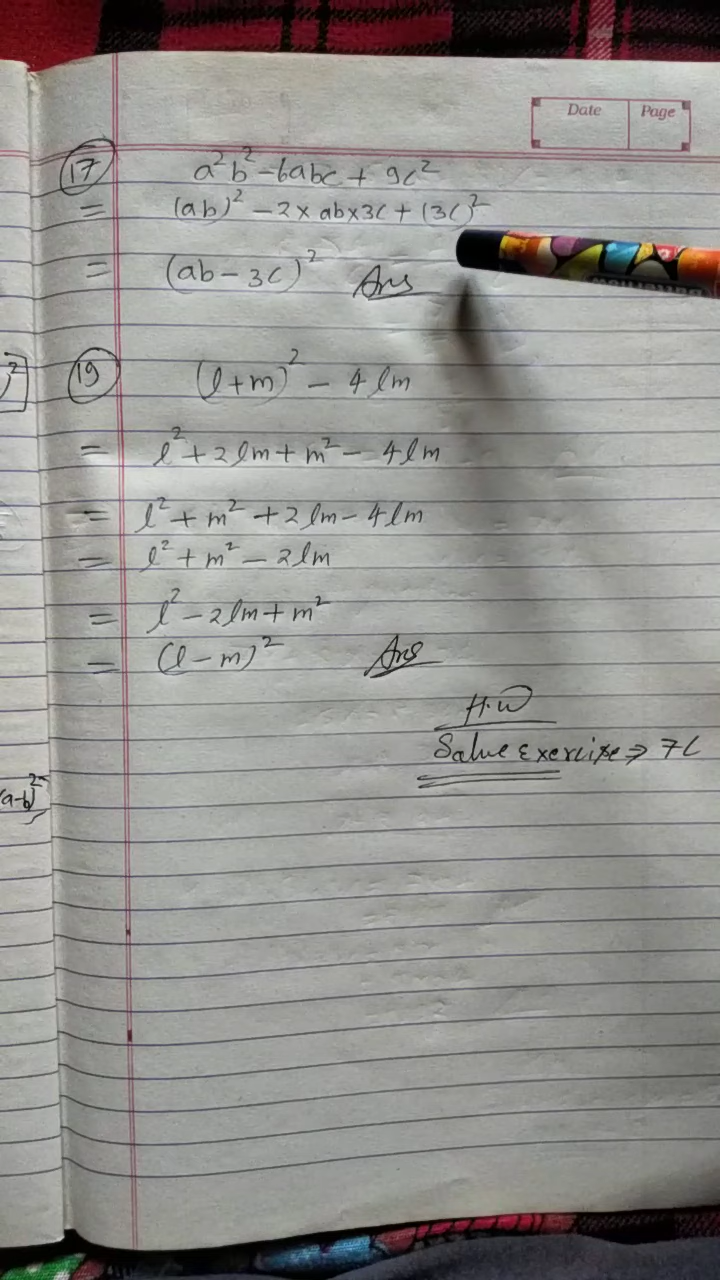 Date Page
(17) a²b² - 6abc + 9c²
= (ab)² - 2 × ab × 3c + (3c)²
= (ab - 3c)² Ans
)²
(19) (l+m)² - 4lm
= l² + 2lm + m² - 4lm
= l² + m² + 2lm - 4lm
= l² + m² - 2lm
= l² - 2lm + m²
= (l - m)² Ans
H.W
Solve Exercise ⇒ 7C
(a-b)²